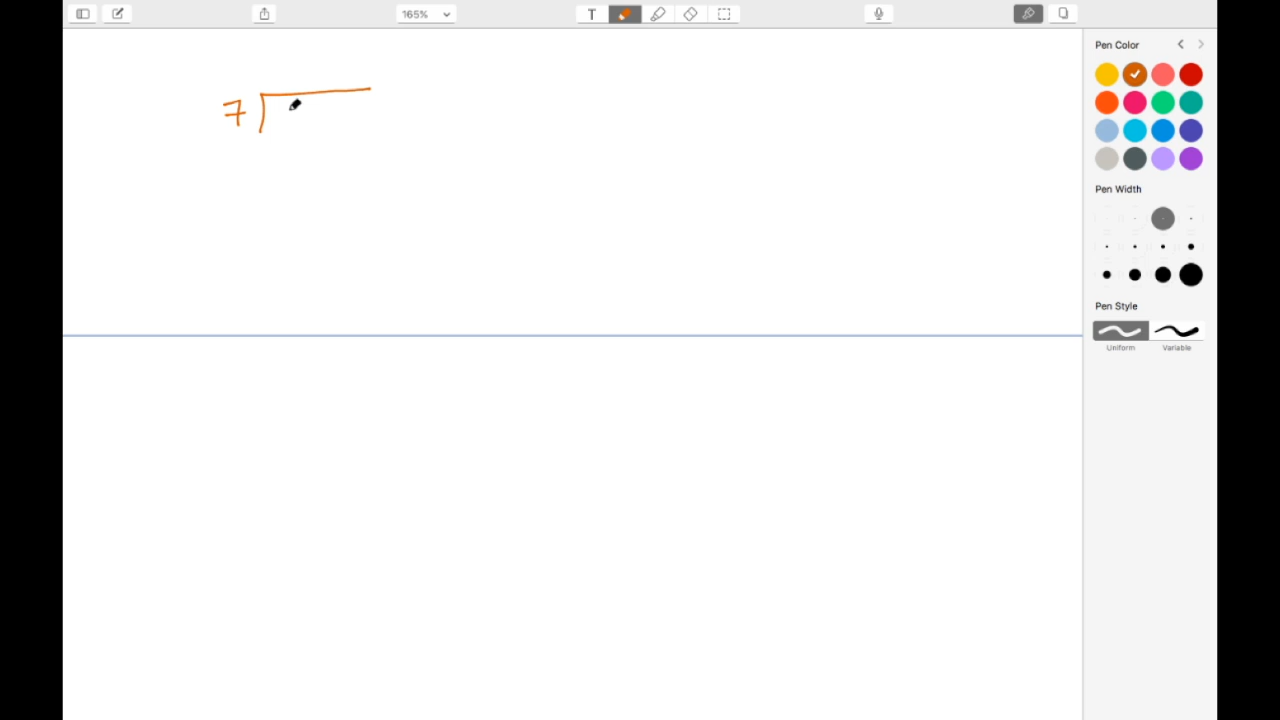 165%
T
Pen Color
7
Pen Width
Pen Style
Uniform Variable